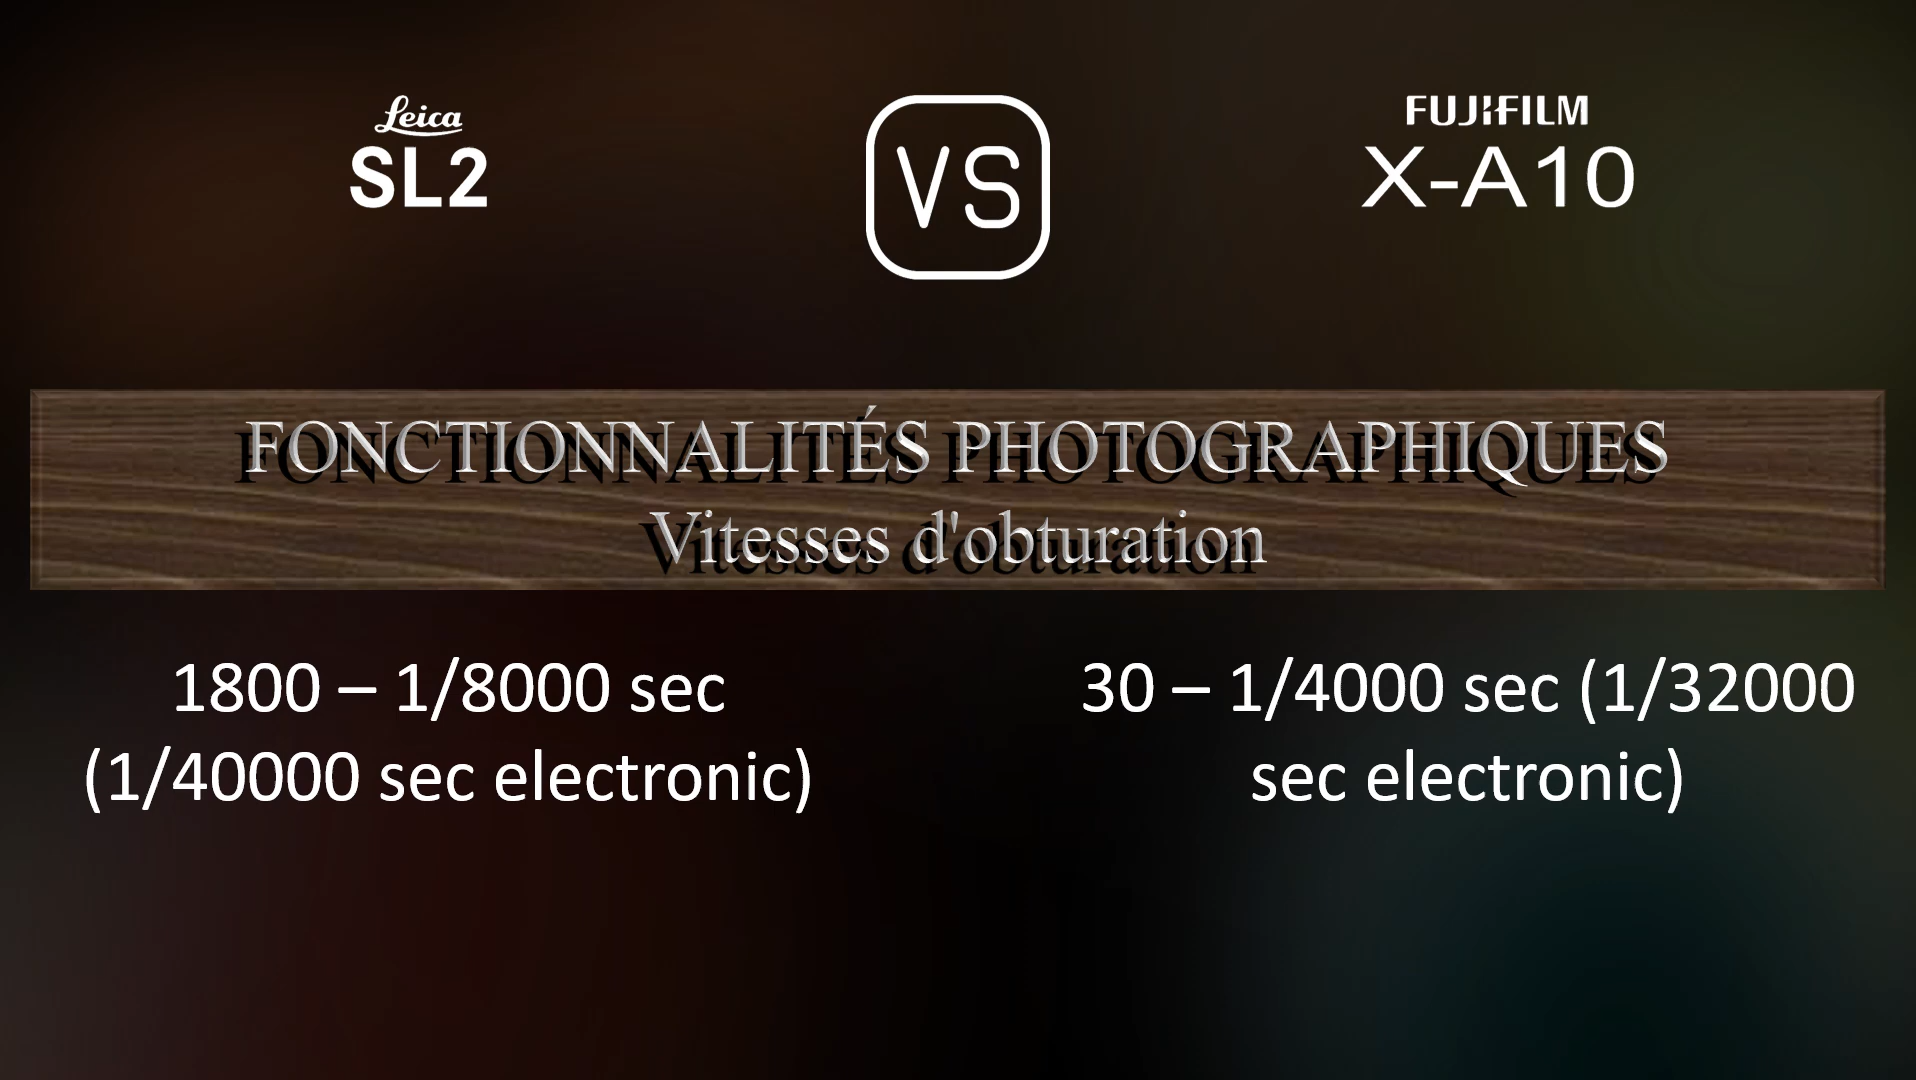 Leica
SL2
VS
FUJIFILM
X-A10
FONCTIONNALITÉS PHOTOGRAPHIQUES
Vitesses d'obturation
1800 – 1/8000 sec
(1/40000 sec electronic)
30 – 1/4000 sec (1/32000
sec electronic)